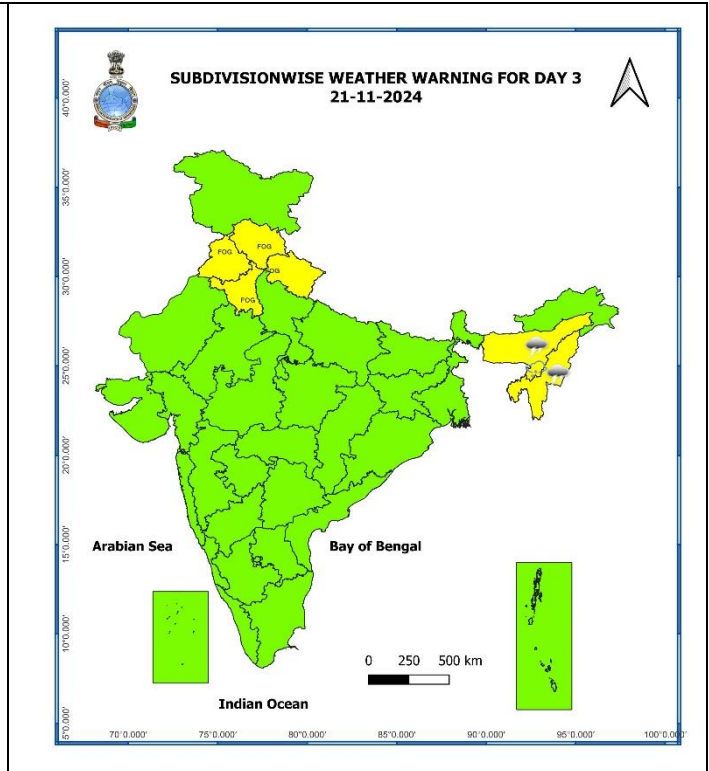 SUBDIVISIONWISE WEATHER WARNING FOR DAY 3
21-11-2024
40°0.000'
35°0.000'
30°0.000'
25°0.000'
20°0.000'
15°0.000'
10°0.000'
5°0.000'
FOG
FOG
OG
FOG
Arabian Sea
Bay of Bengal
0 250 500 km
Indian Ocean
70°0.000' 75°0.000' 80°0.000' 85°0.000' 90°0.000' 95°0.000' 100°0.000'